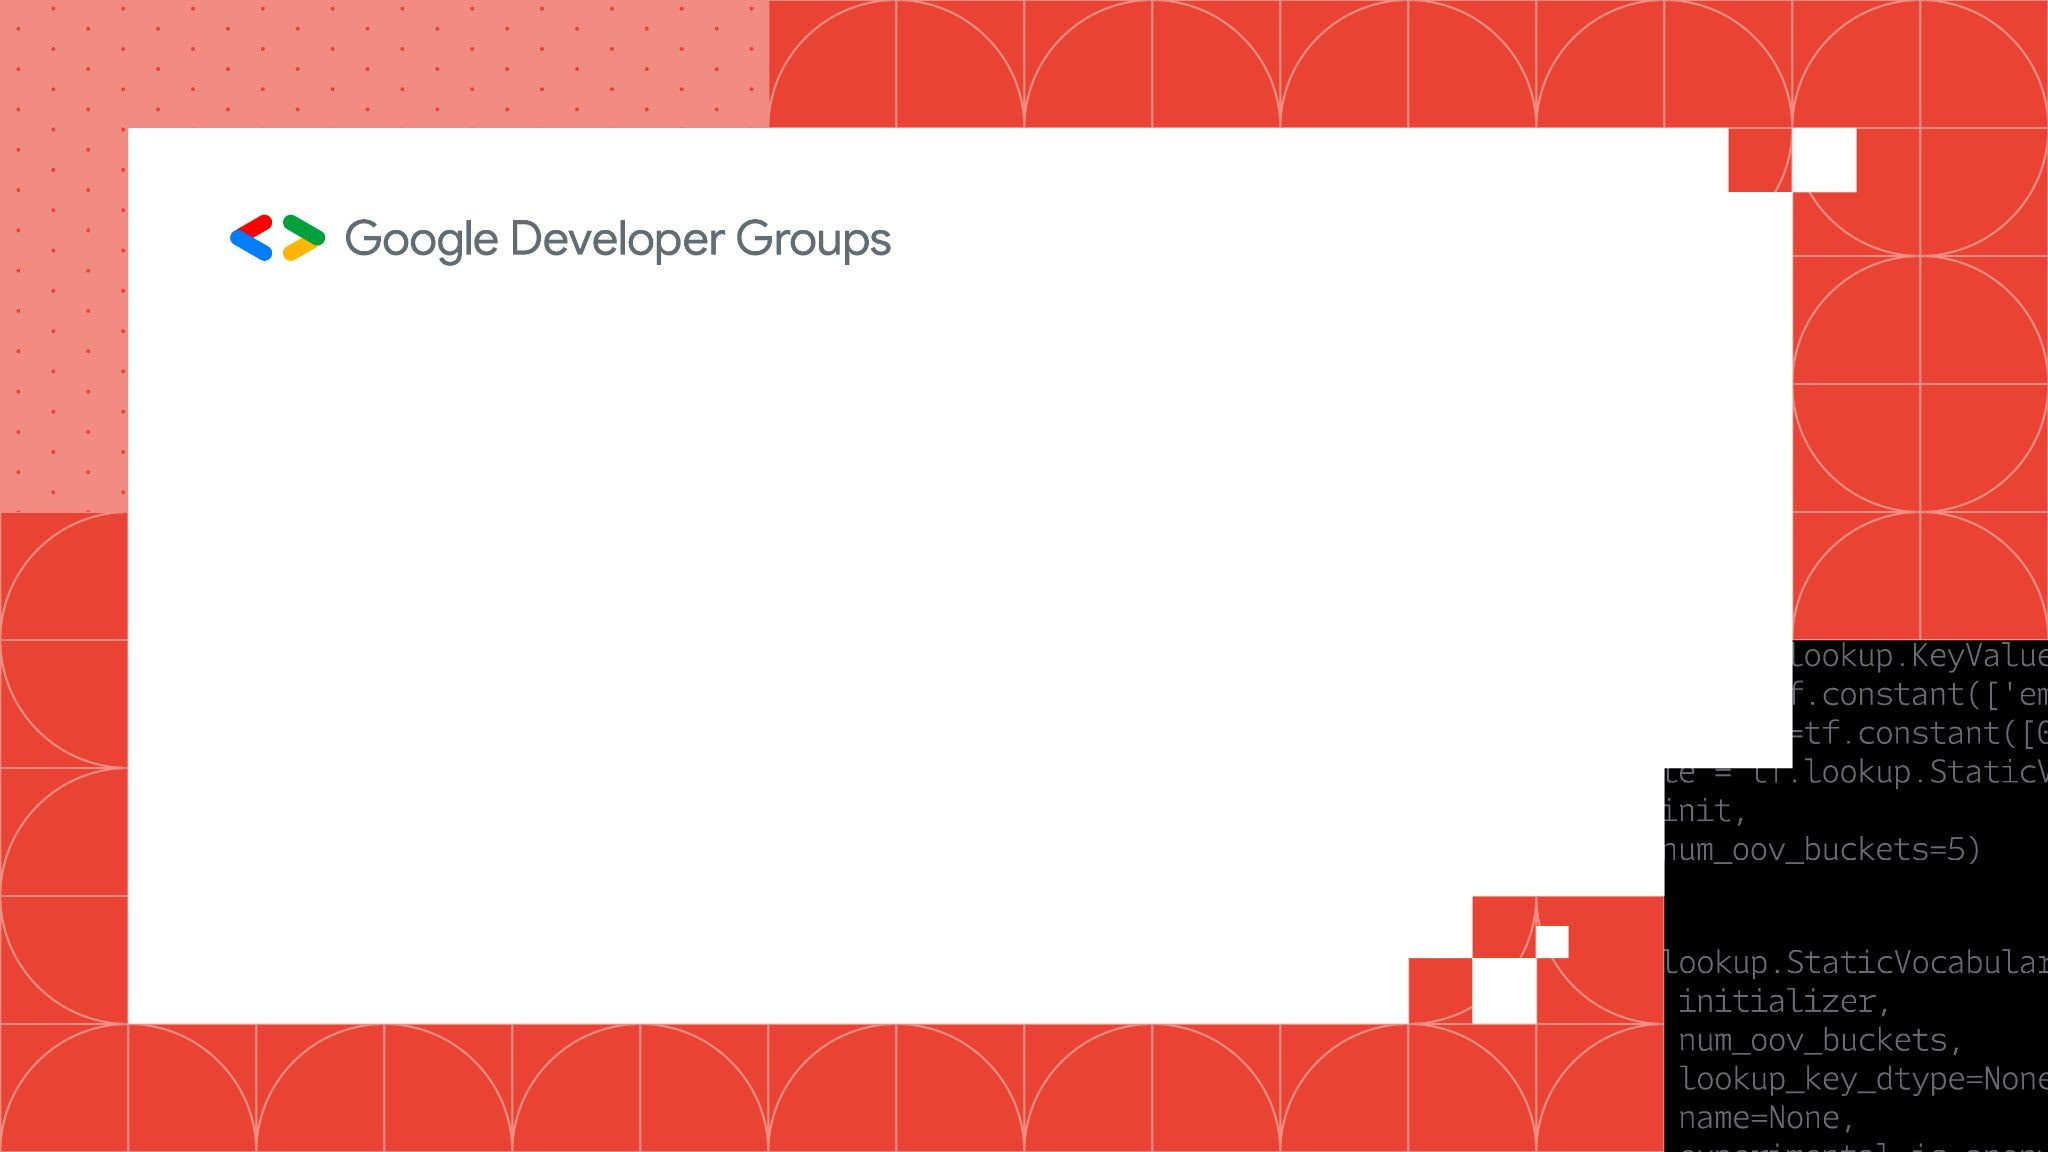 Google Developer Groups
lookup.KeyValue
f.constant(['em
=tf.constant([0
te = tf.lookup.StaticV
init,
num_oov_buckets=5)
lookup.StaticVocabular
initializer,
num_oov_buckets,
lookup_key_dtype=None
name=None,